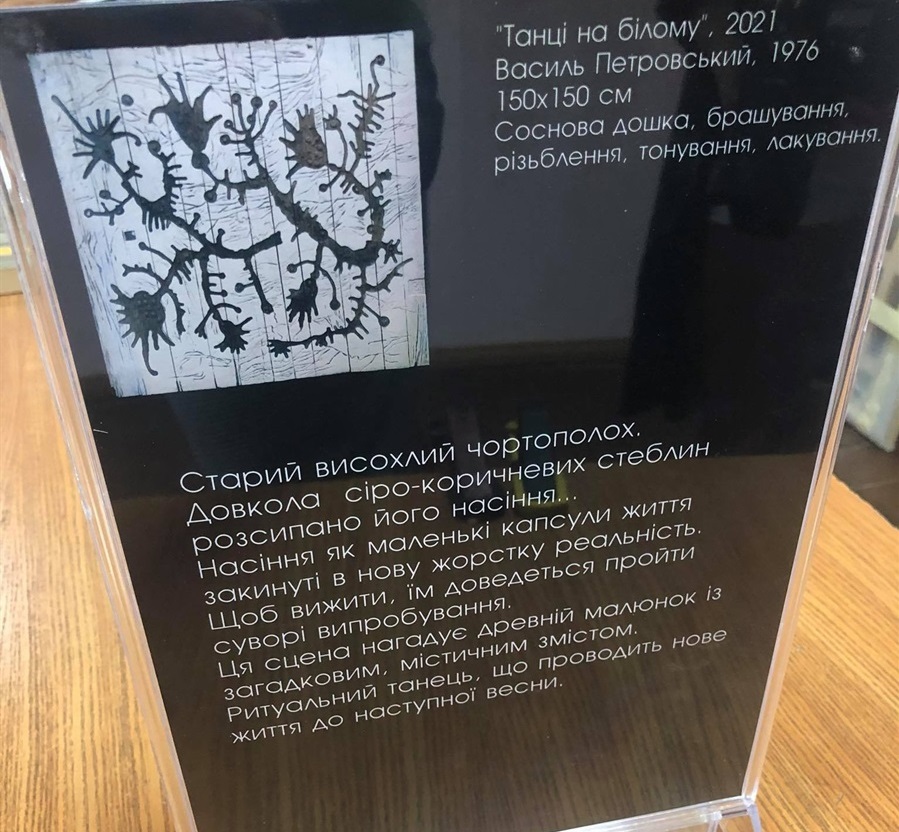 "Танці на білому", 2021
Василь Петровський, 1976
150x150 см
Соснова дошка, брашування,
різьблення, тонування, лакування.
Старий висохлий чортополох.
Довкола сіро-коричневих стеблин
розсипано його насіння...
Насіння як маленькі капсули життя
закинуті в нову жорстку реальність.
Щоб вижити, їм доведеться пройти
суворі випробування.
Ця сцена нагадує древній малюнок із
загадковим, містичним змістом.
Ритуальний танець, що проводить нове
життя до наступної весни.